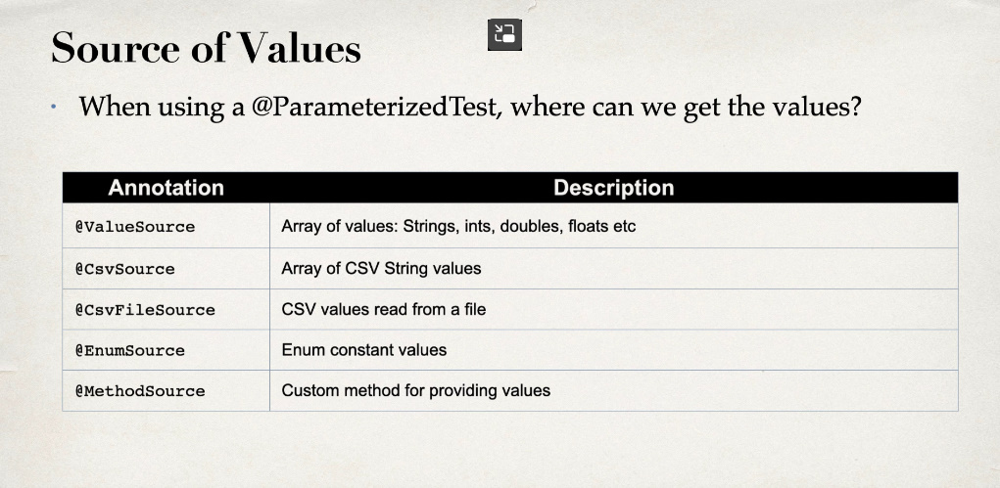 Source of Values
• When using a @ParameterizedTest, where can we get the values?
Annotation Description
@ValueSource Array of values: Strings, ints, doubles, floats etc
@CsvSource Array of CSV String values
@CsvFileSource CSV values read from a file
@EnumSource Enum constant values
@MethodSource Custom method for providing values